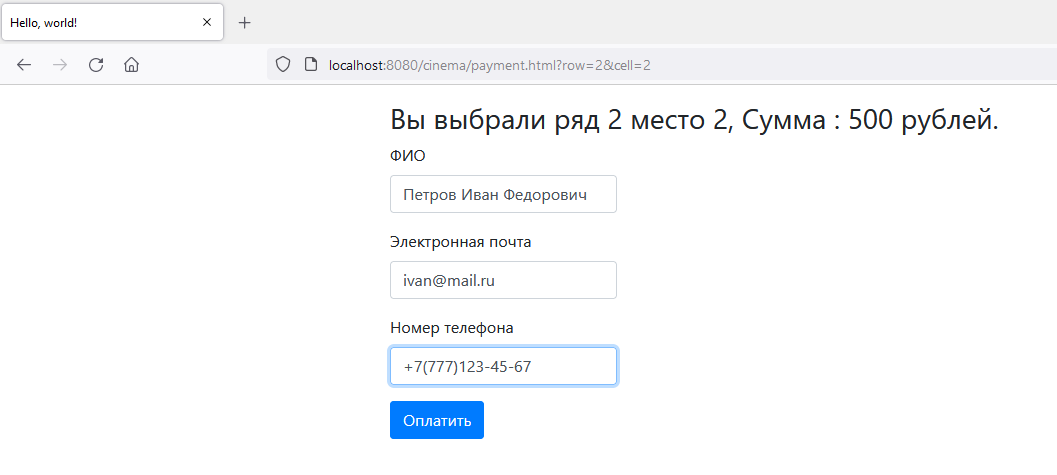 Hello, world!
localhost:8080/cinema/payment.html?row=2&cell=2
Вы выбрали ряд 2 место 2, Сумма : 500 рублей.
ФИО
Петров Иван Федорович
Электронная почта
ivan@mail.ru
Номер телефона
+7(777)123-45-67
Оплатить